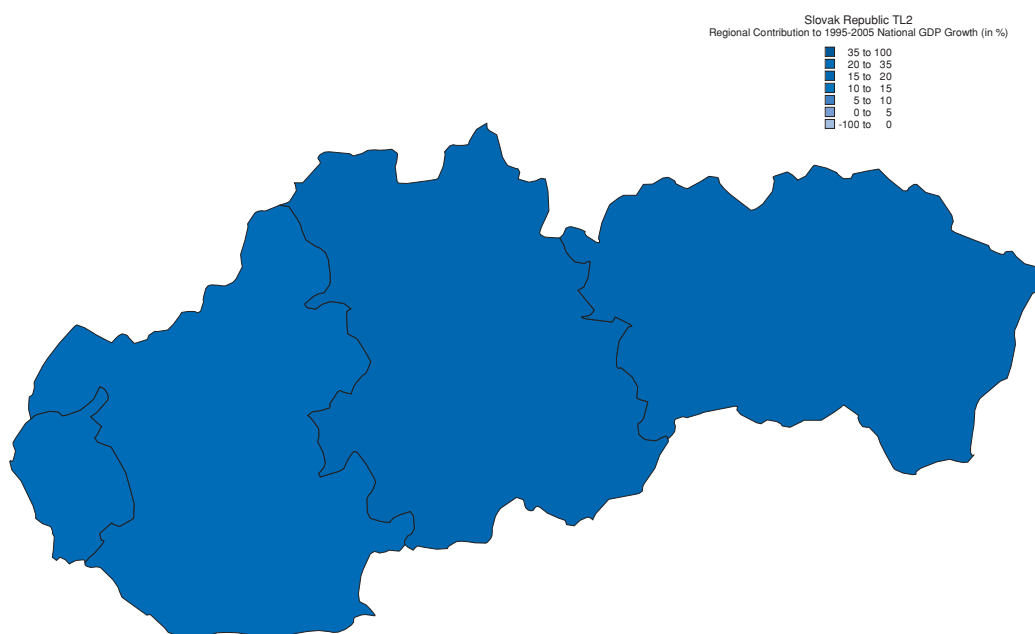 Slovak Republic TL2
Regional Contribution to 1995-2005 National GDP Growth (in %)
35 to 100
20 to 35
15 to 20
10 to 15
5 to 10
0 to 5
-100 to 0